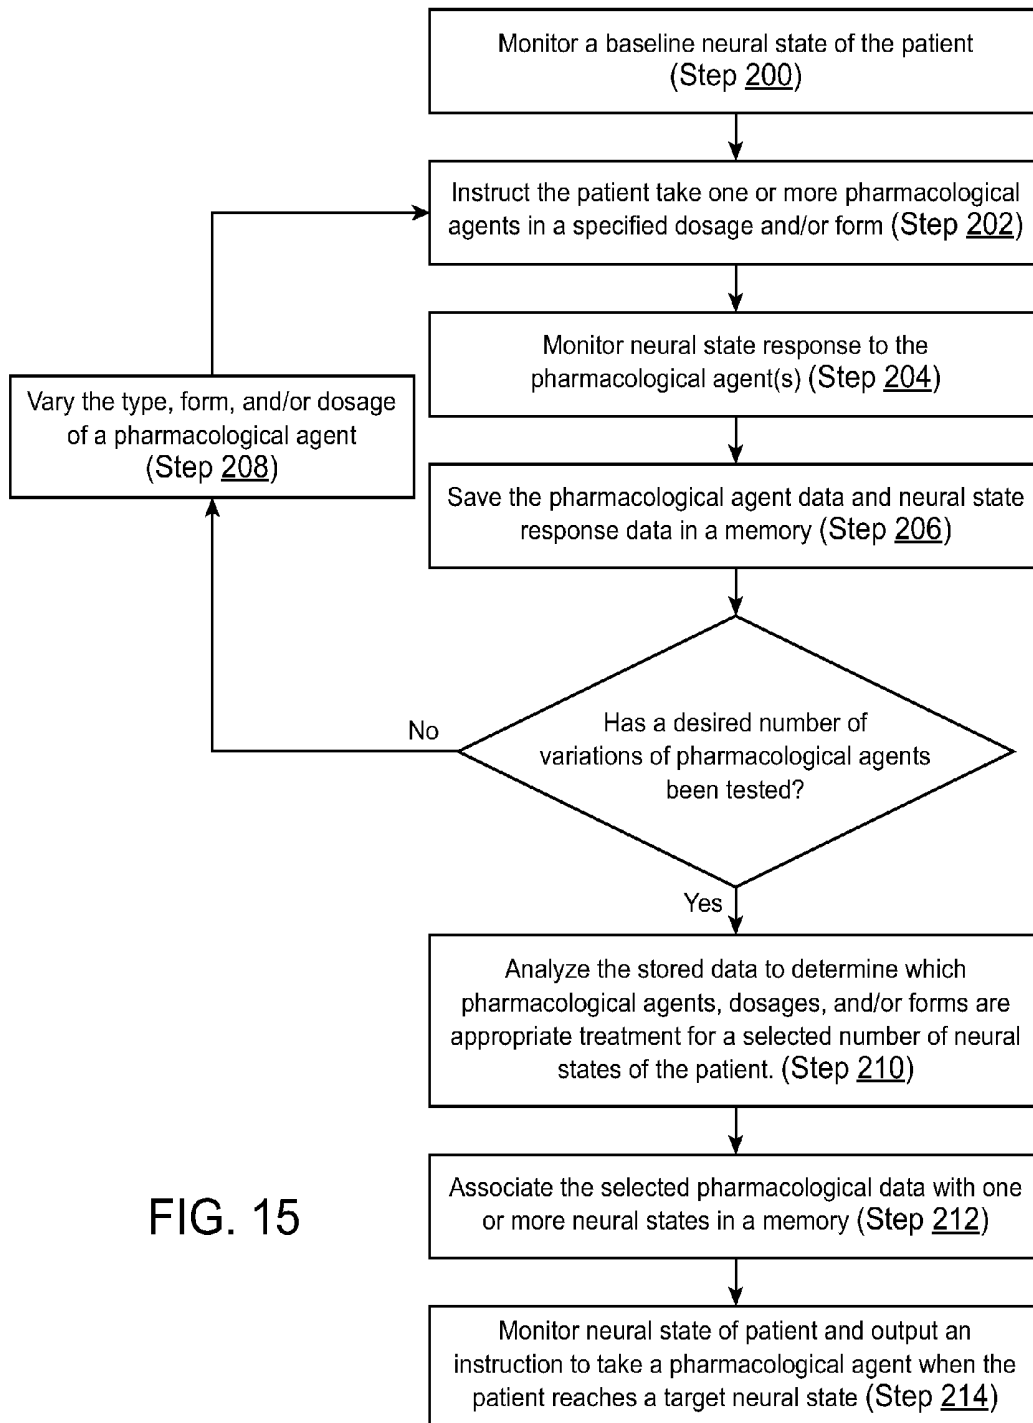 Monitor a baseline neural state of the patient
(Step 200)
Instruct the patient take one or more pharmacological
agents in a specified dosage and/or form (Step 202)
Monitor neural state response to the
pharmacological agent(s) (Step 204)
Vary the type, form, and/or dosage
of a pharmacological agent
(Step 208)
Save the pharmacological agent data and neural state
response data in a memory (Step 206)
No
Has a desired number of
variations of pharmacological agents
been tested?
Yes
Analyze the stored data to determine which
pharmacological agents, dosages, and/or forms are
appropriate treatment for a selected number of neural
states of the patient. (Step 210)
Associate the selected pharmacological data with one
or more neural states in a memory (Step 212)
FIG. 15
Monitor neural state of patient and output an
instruction to take a pharmacological agent when the
patient reaches a target neural state (Step 214)